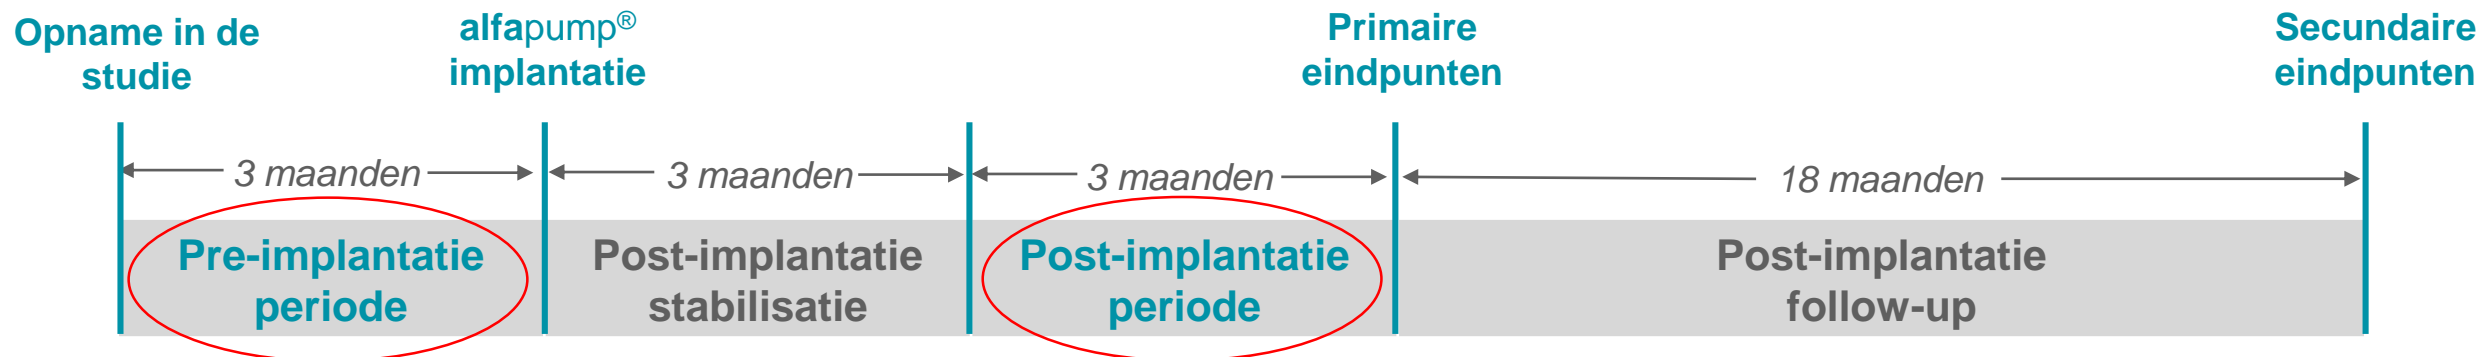 Opname in de
studie
alfapump®
implantatie
Primaire
eindpunten
Secundaire
eindpunten
3 maanden
3 maanden
3 maanden
18 maanden
Pre-implantatie
periode
Post-implantatie
stabilisatie
Post-implantatie
periode
Post-implantatie
follow-up